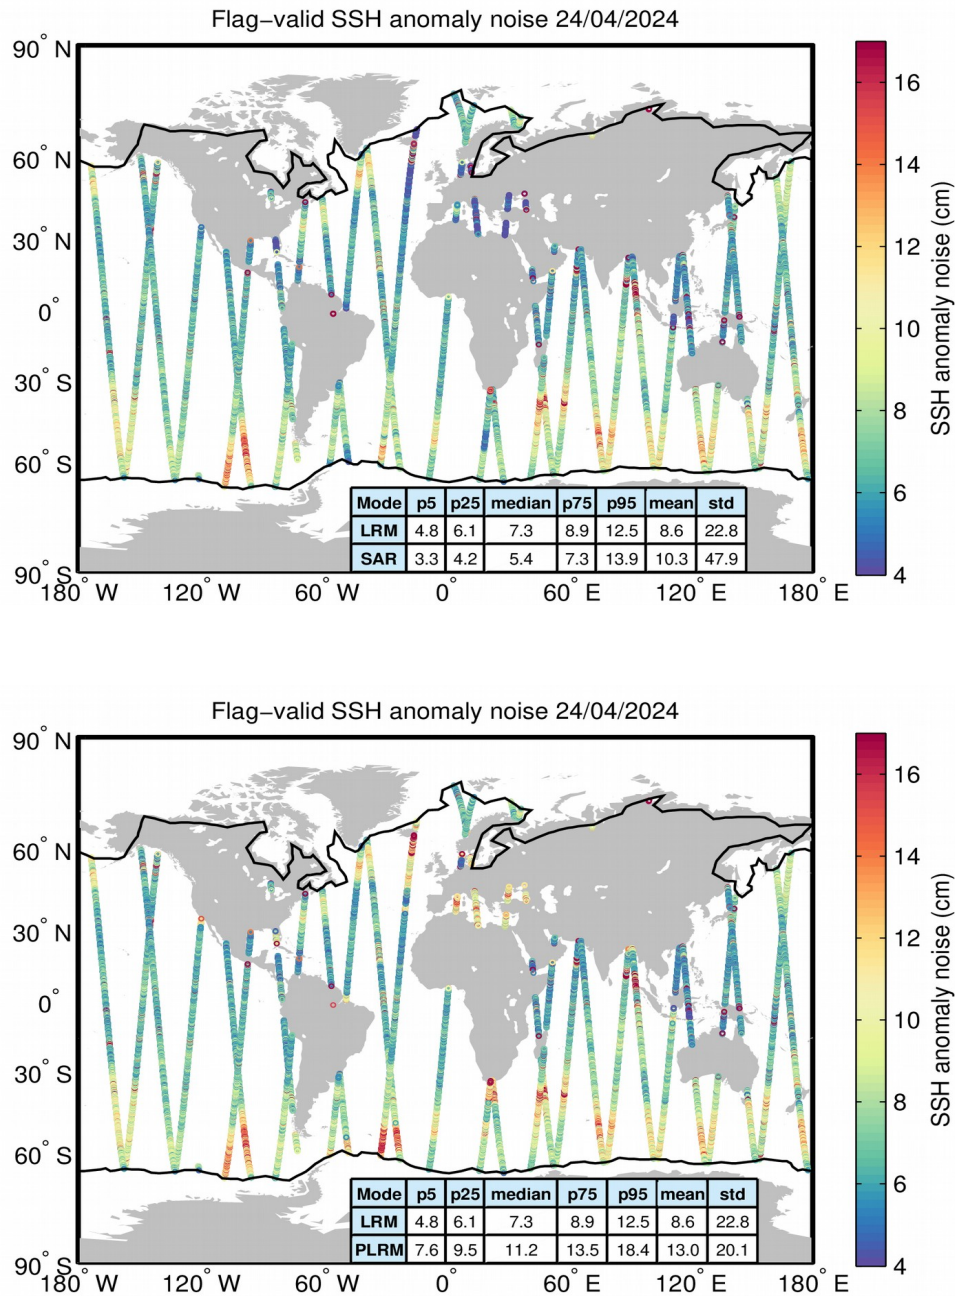 Flag−valid SSH anomaly noise 24/04/2024
90° N
60° N
30° N
0°
30° S
60° S
90° S
180° W 120° W 60° W 0° 60° E 120° E 180° E
16
14
12
10
8
6
4
SSH anomaly noise (cm)
Mode p5 p25 median p75 p95 mean std
LRM 4.8 6.1 7.3 8.9 12.5 8.6 22.8
SAR 3.3 4.2 5.4 7.3 13.9 10.3 47.9
Flag−valid SSH anomaly noise 24/04/2024
90° N
60° N
30° N
0°
30° S
60° S
90° S
180° W 120° W 60° W 0° 60° E 120° E 180° E
16
14
12
10
8
6
4
SSH anomaly noise (cm)
Mode p5 p25 median p75 p95 mean std
LRM 4.8 6.1 7.3 8.9 12.5 8.6 22.8
PLRM 7.6 9.5 11.2 13.5 18.4 13.0 20.1